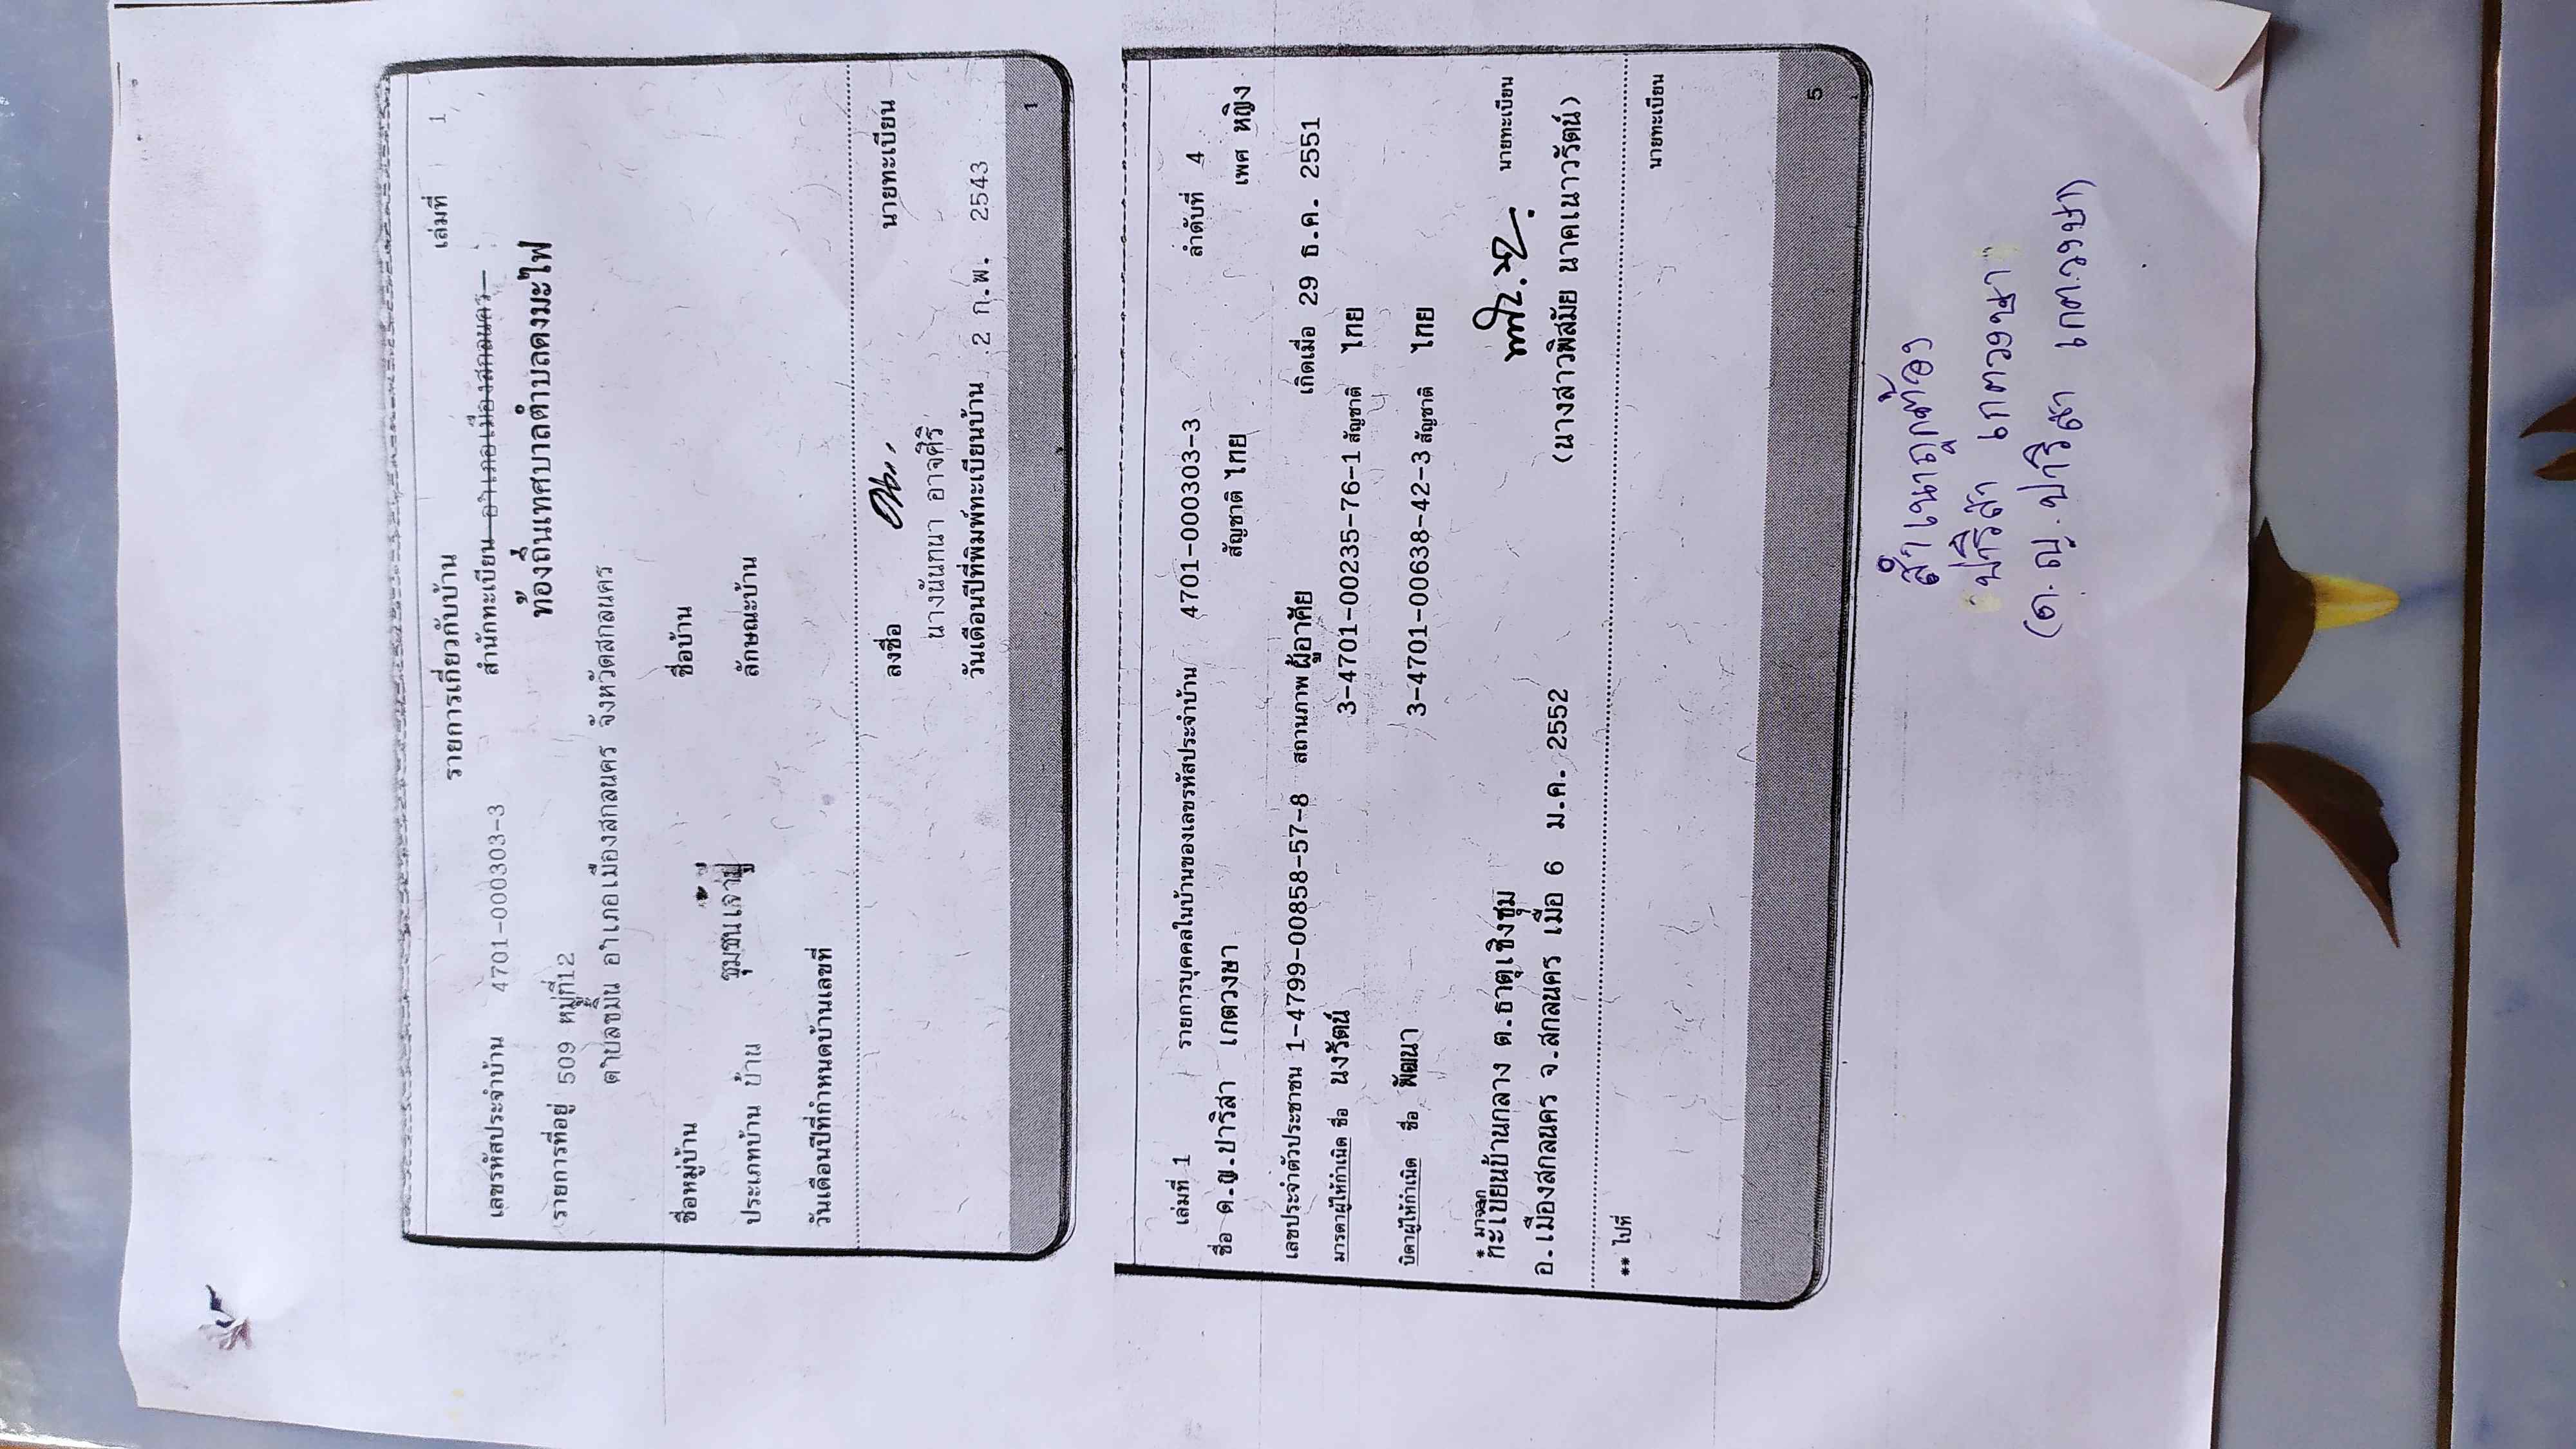 รายการเกี่ยวกับบ้าน เล่มที่ 1
เลขรหัสประจำบ้าน 4701-000303-3 สำนักทะเบียน อำเภอเมืองสกลนคร
ท้องถิ่นเทศบาลตำบลดงมะไฟ
รายการที่อยู่ 509 หมู่ที่12
ตำบลขมิ้น อำเภอเมืองสกลนคร จังหวัดสกลนคร
ชื่อหมู่บ้าน ชื่อบ้าน
ชุมชนเจาปู่
ประเภทบ้าน บ้าน ลักษณะบ้าน
วันเดือนปีที่กำหนดบ้านเลขที่
ลงชื่อ นายทะเบียน
นางนันทนา อาจศิริ
วันเดือนปีที่พิมพ์ทะเบียนบ้าน 2 ก.พ. 2543
1
เล่มที่ 1 รายการบุคคลในบ้านของเลขรหัสประจำบ้าน 4701-000303-3 ลำดับที่ 4
ชื่อ ด.ญ.ปาริสา เกตวงษา สัญชาติ ไทย เพศ หญิง
เลขประจำตัวประชาชน 1-4799-00858-57-8 สถานภาพ ผู้อาศัย เกิดเมื่อ 29 ธ.ค. 2551
มารดาผู้ให้กำเนิด ชื่อ นงรัตน์ 3-4701-00235-76-1 สัญชาติ ไทย
บิดาผู้ให้กำเนิด ชื่อ พัฒนา 3-4701-00638-42-3 สัญชาติ ไทย
* มาจาก
ทะเบียนบ้านกลาง ต.ธาตุเชิงชุม นายทะเบียน
อ.เมืองสกลนคร จ.สกลนคร เมื่อ 6 ม.ค. 2552 (นางสาวพิสมัย นาคเนาวรัตน์)
** ไปที่ นายทะเบียน
5
สำเนาถูกต้อง
ปาริสา เกตวงษา
(ด.ญ.ปาริสา เกตวงษา)